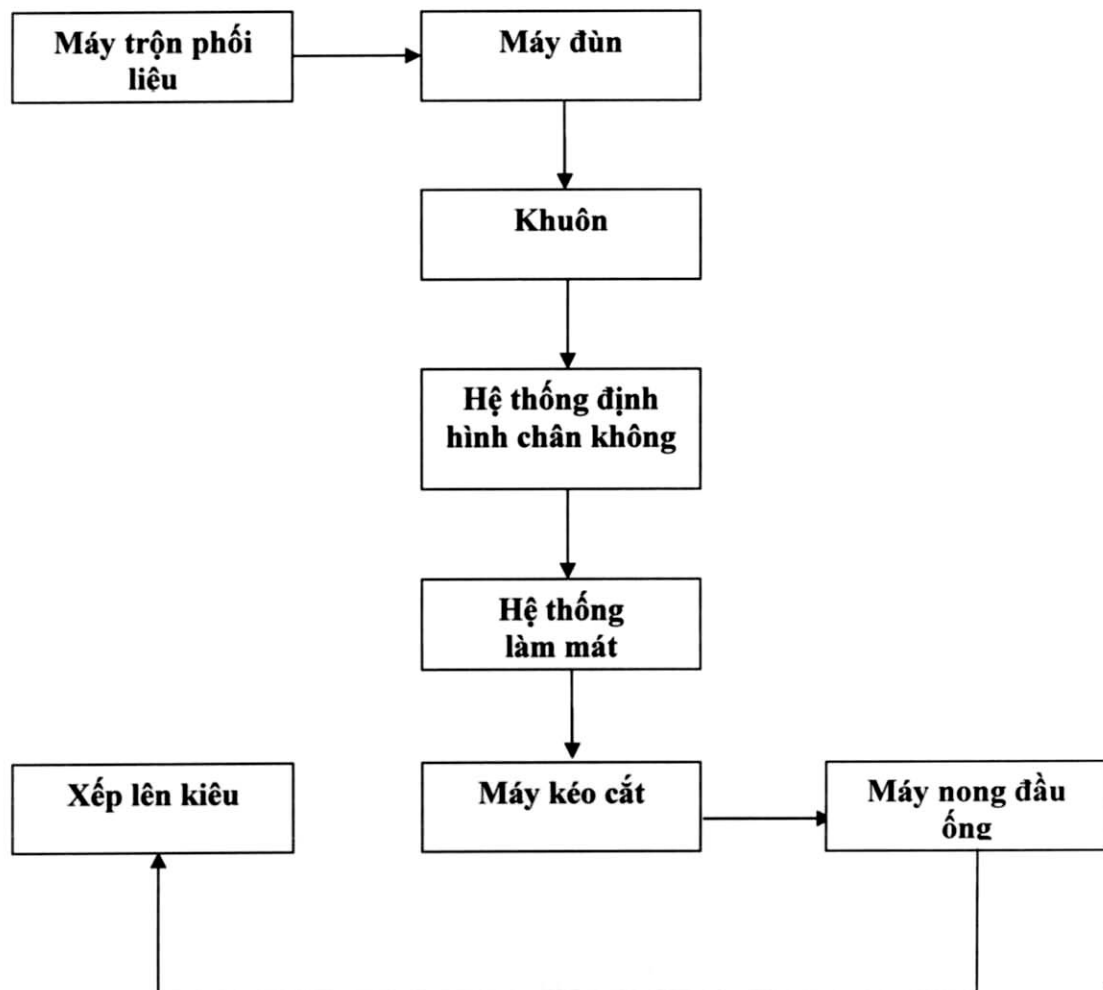 Máy trộn phối
liệu
Máy đùn
Khuôn
Hệ thống định
hình chân không
Hệ thống
làm mát
Xếp lên kiêu
Máy kéo cắt
Máy nong đầu
ống